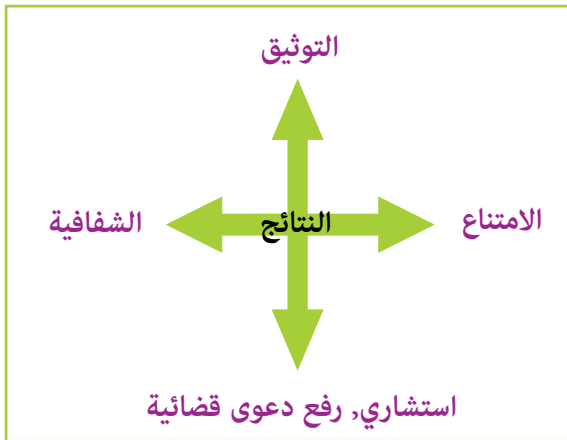 التوثيق
الامتناع
النتائج
الشفافية
استشاري, رفع دعوى قضائية